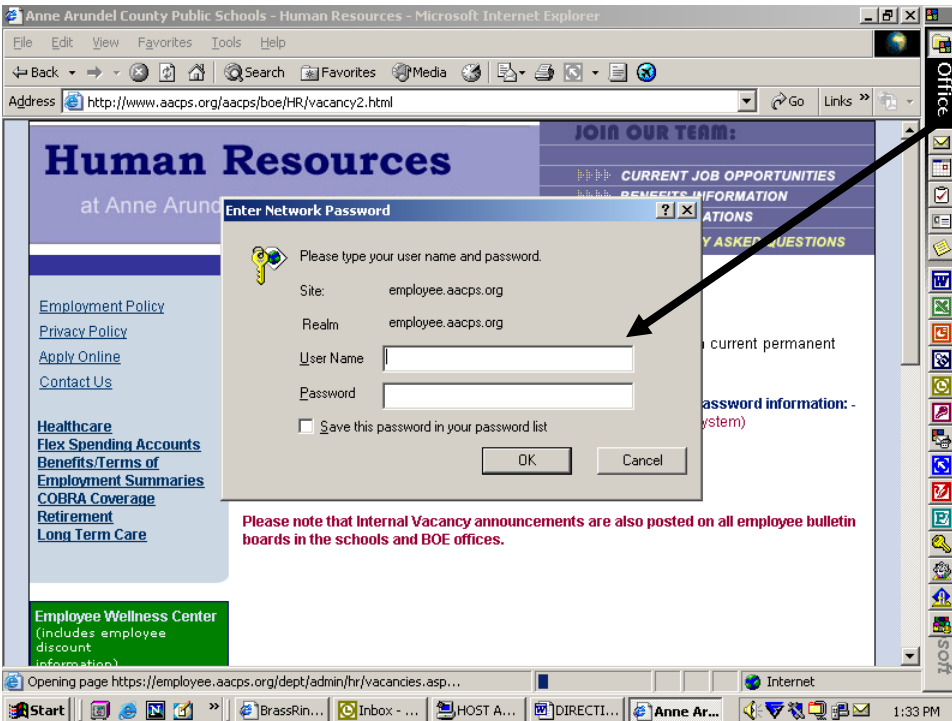 Anne Arundel County Public Schools - Human Resources - Microsoft Internet Explorer
File Edit View Favorites Tools Help
Back Search Favorites Media
Address http://www.aacps.org/aacps/boe/HR/vacancy2.html Go Links »
Office
Human Resources
at Anne Arund
JOIN OUR TEAM:
CURRENT JOB OPPORTUNITIES
BENEFITS INFORMATION
ATIONS
Y ASKED QUESTIONS
Enter Network Password
Please type your user name and password.
Site: employee.aacps.org
Realm employee.aacps.org
User Name
Password
Save this password in your password list
OK Cancel
Employment Policy
Privacy Policy
Apply Online
Contact Us
Healthcare
Flex Spending Accounts
Benefits/Terms of
Employment Summaries
COBRA Coverage
Retirement
Long Term Care
current permanent
assword information: -
ystem)
Please note that Internal Vacancy announcements are also posted on all employee bulletin
boards in the schools and BOE offices.
Employee Wellness Center
(includes employee
discount
information)
soft
Opening page https://employee.aacps.org/dept/admin/hr/vacancies.asp... Internet
Start » BrassRin... Inbox - ... HOST A... DIRECTI... Anne Ar... 1:33 PM